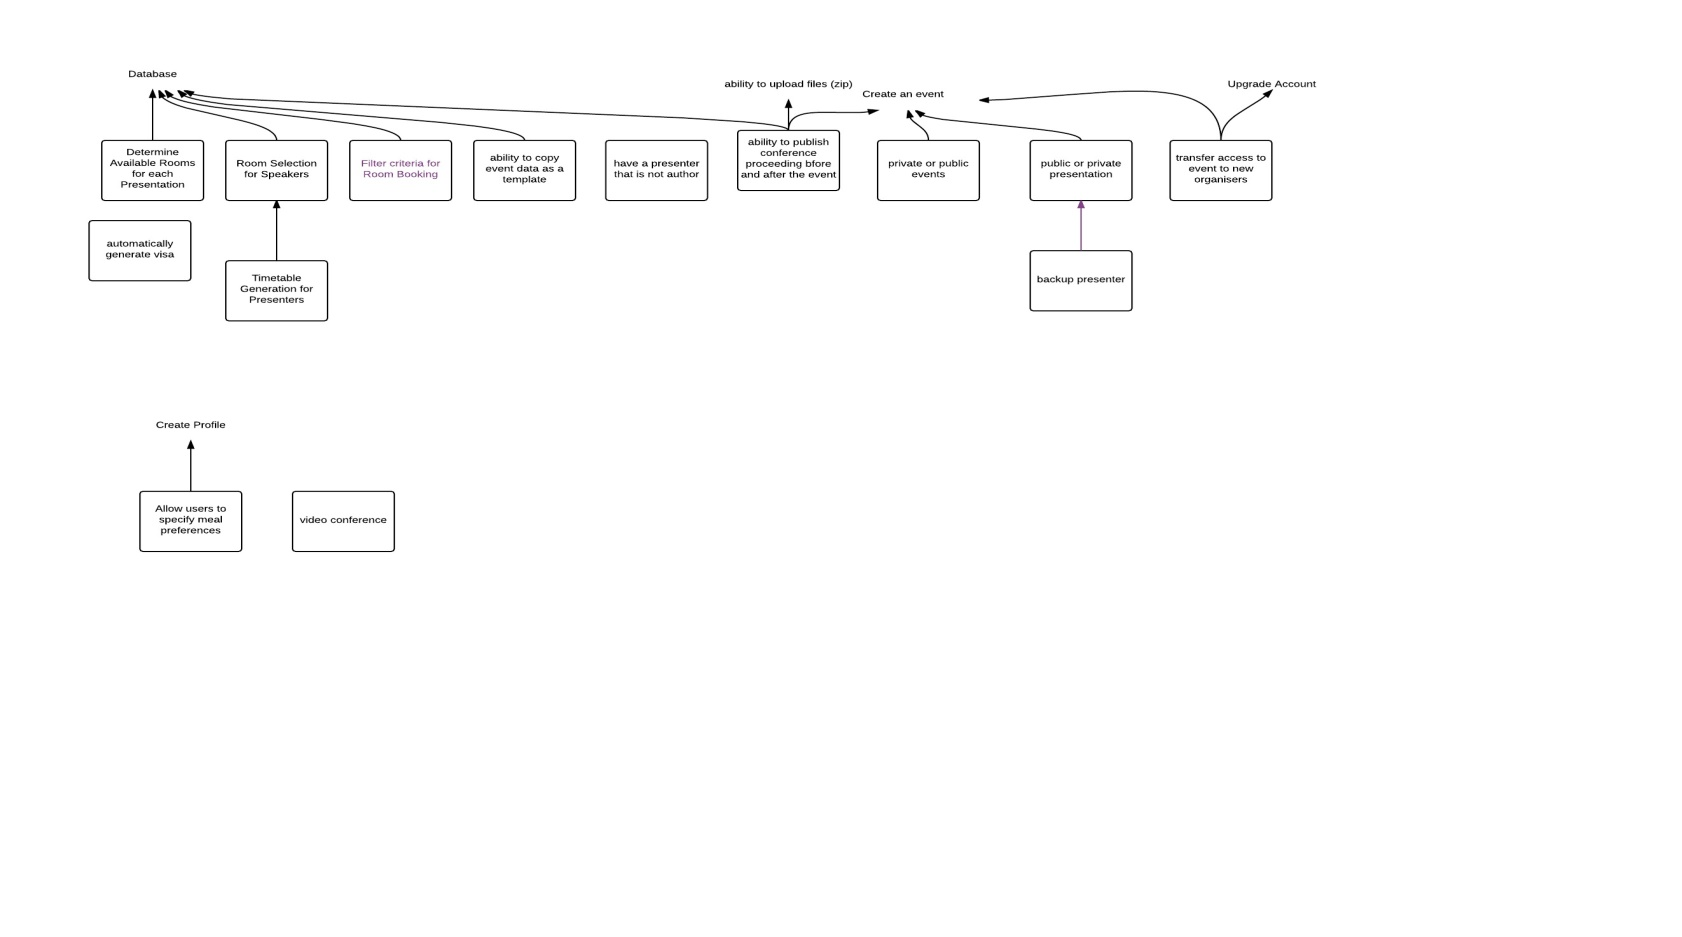 Database
ability to upload files (zip)
Create an event
Upgrade Account
Determine
Available Rooms
for each
Presentation
Room Selection
for Speakers
Filter criteria for
Room Booking
ability to copy
event data as a
template
have a presenter
that is not author
ability to publish
conference
proceeding bfore
and after the event
private or public
events
public or private
presentation
transfer access to
event to new
organisers
automatically
generate visa
Timetable
Generation for
Presenters
backup presenter
Create Profile
Allow users to
specify meal
preferences
video conference